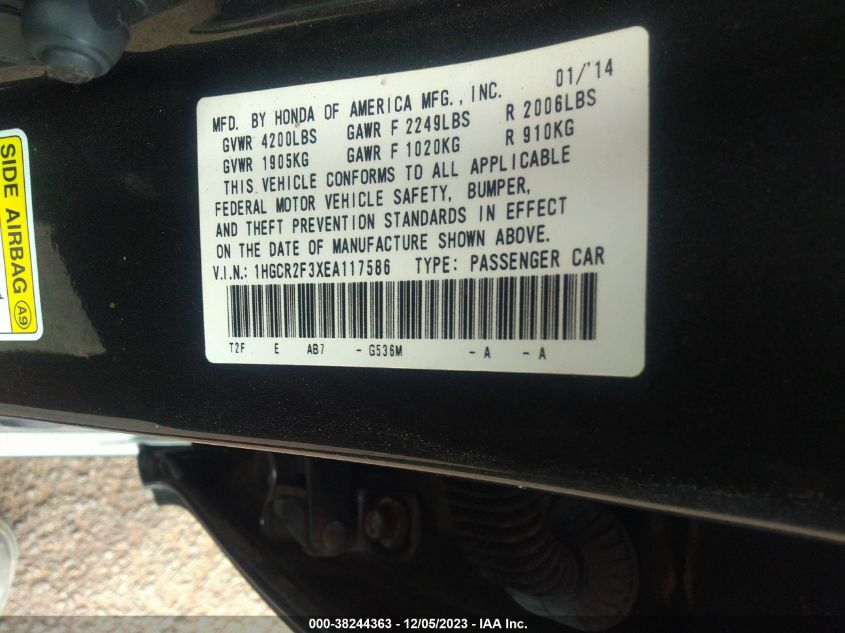 MFD. BY HONDA OF AMERICA MFG., INC. 01/'14
GVWR 4200LBS GAWR F 2249LBS R 2006LBS
GVWR 1905KG GAWR F 1020KG R 910KG
THIS VEHICLE CONFORMS TO ALL APPLICABLE
FEDERAL MOTOR VEHICLE SAFETY, BUMPER,
AND THEFT PREVENTION STANDARDS IN EFFECT
ON THE DATE OF MANUFACTURE SHOWN ABOVE.
V.I.N.: 1HGCR2F3XEA117586 TYPE: PASSENGER CAR
T2F E AB7 - G536M - A - A
SIDE AIRBAG A9
000-38244363 - 12/05/2023 - IAA Inc.